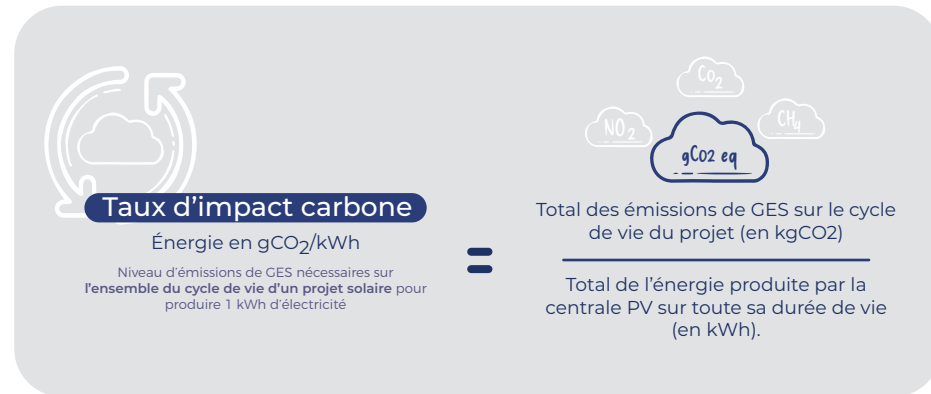 Taux d'impact carbone
Énergie en gCO2/kWh
Niveau d'émissions de GES nécessaires sur
l'ensemble du cycle de vie d'un projet solaire pour
produire 1 kWh d'électricité
=
CO2
NO2
CH4
gCO2 eq
Total des émissions de GES sur le cycle
de vie du projet (en kgCO2)
Total de l'énergie produite par la
centrale PV sur toute sa durée de vie
(en kWh).